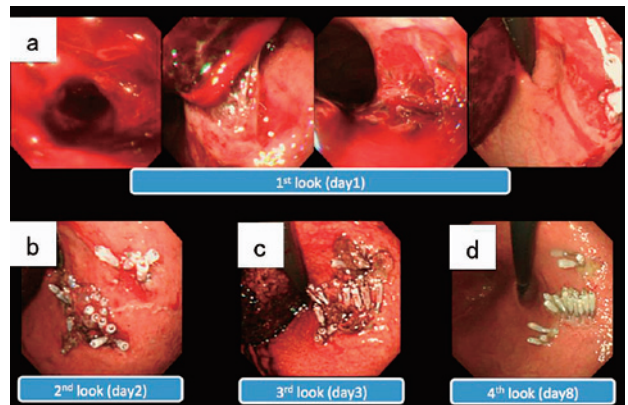 a
1st look (day1)
b
c
d
2nd look (day2)
3rd look (day3)
4th look (day8)